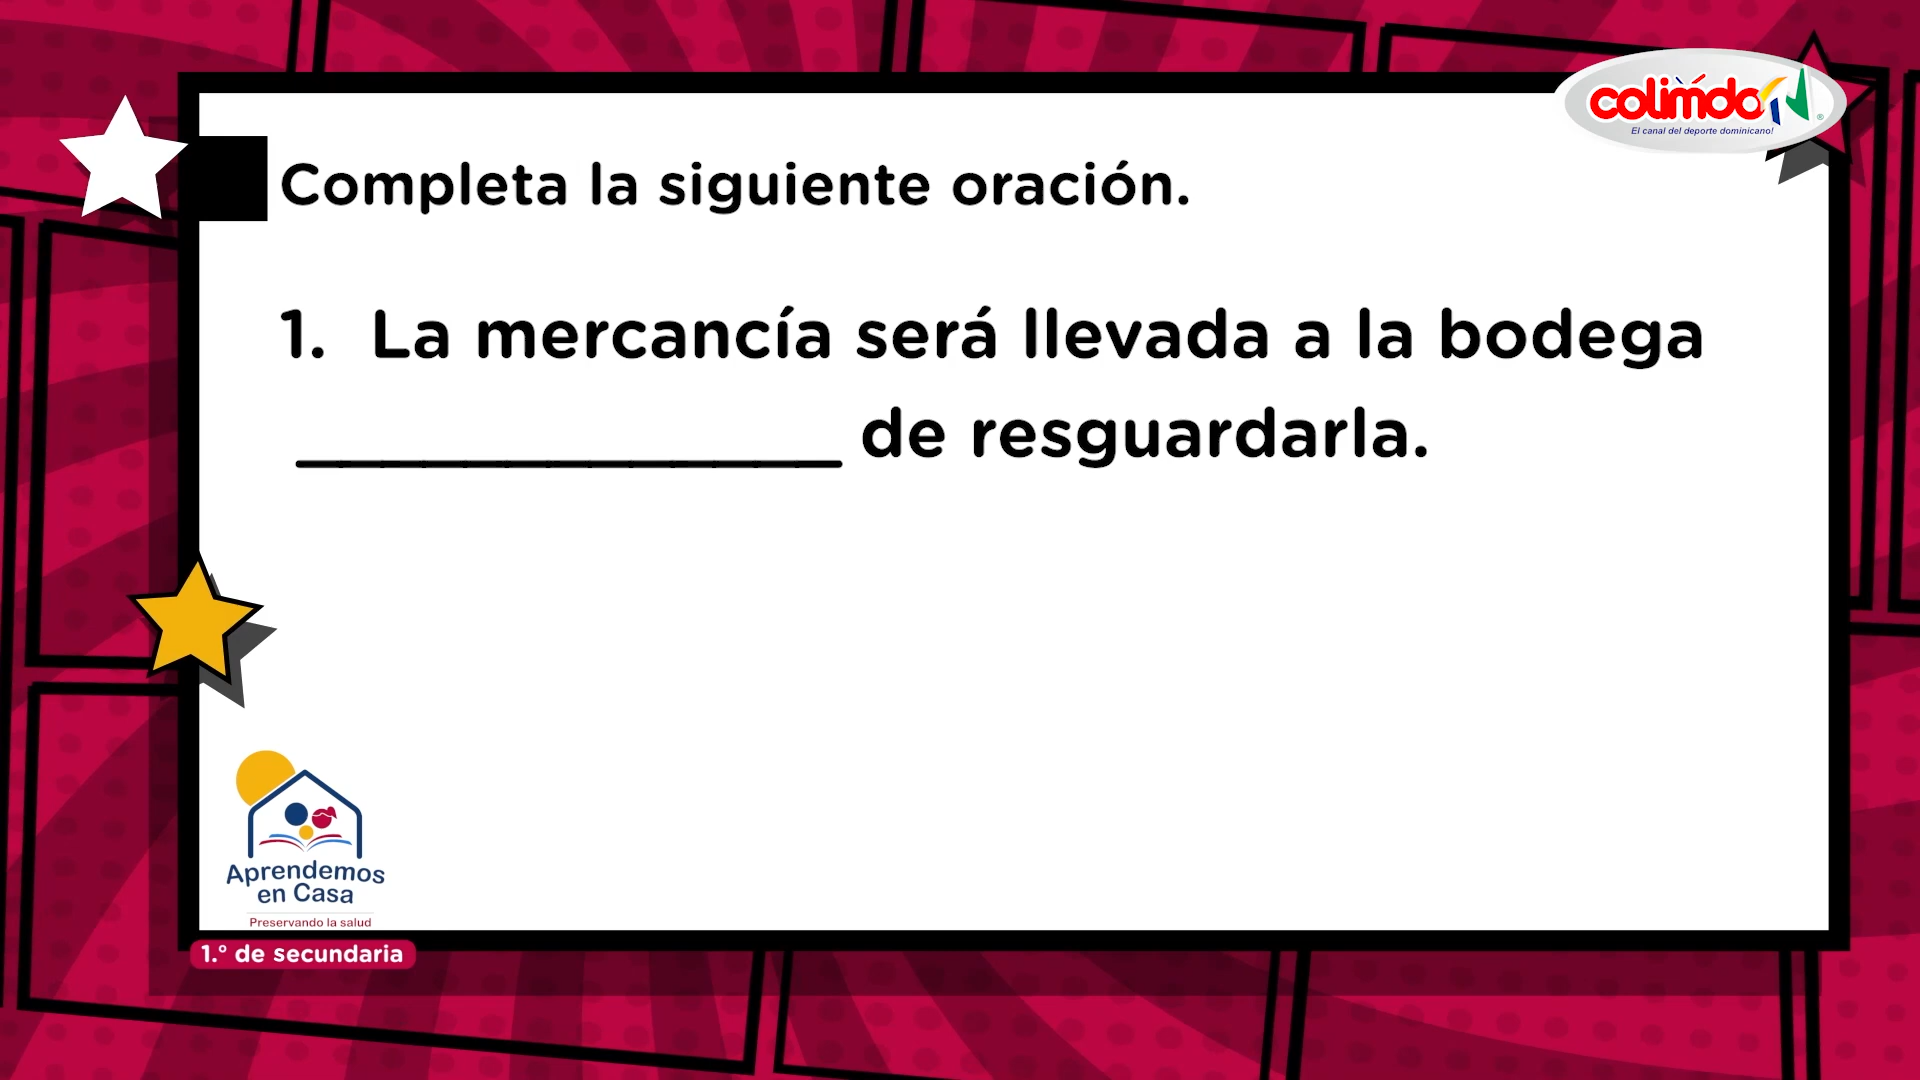 colimdo
El canal del deporte dominicano!
Completa la siguiente oración.
1. La mercancía será llevada a la bodega
_____________ de resguardarla.
Aprendemos
en Casa
Preservando la salud
1.° de secundaria